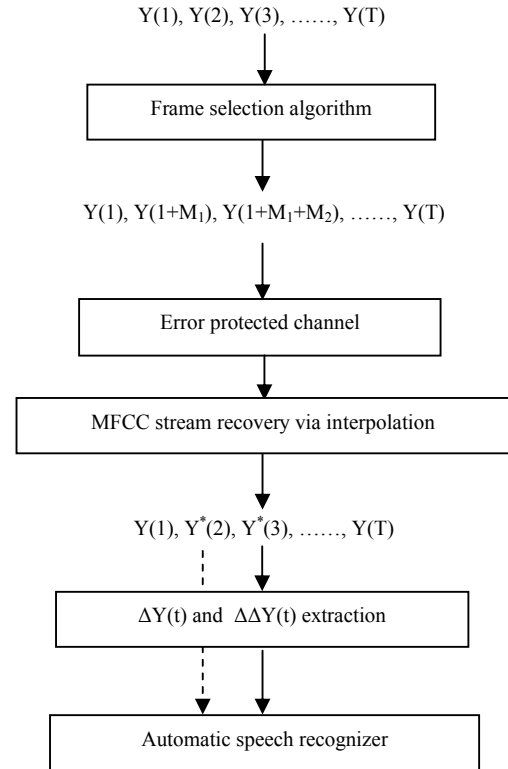 Y(1), Y(2), Y(3), ……, Y(T)
Frame selection algorithm
Y(1), Y(1+M₁), Y(1+M₁+M₂), ……, Y(T)
Error protected channel
MFCC stream recovery via interpolation
Y(1), Y*(2), Y*(3), ……, Y(T)
ΔY(t) and ΔΔY(t) extraction
Automatic speech recognizer